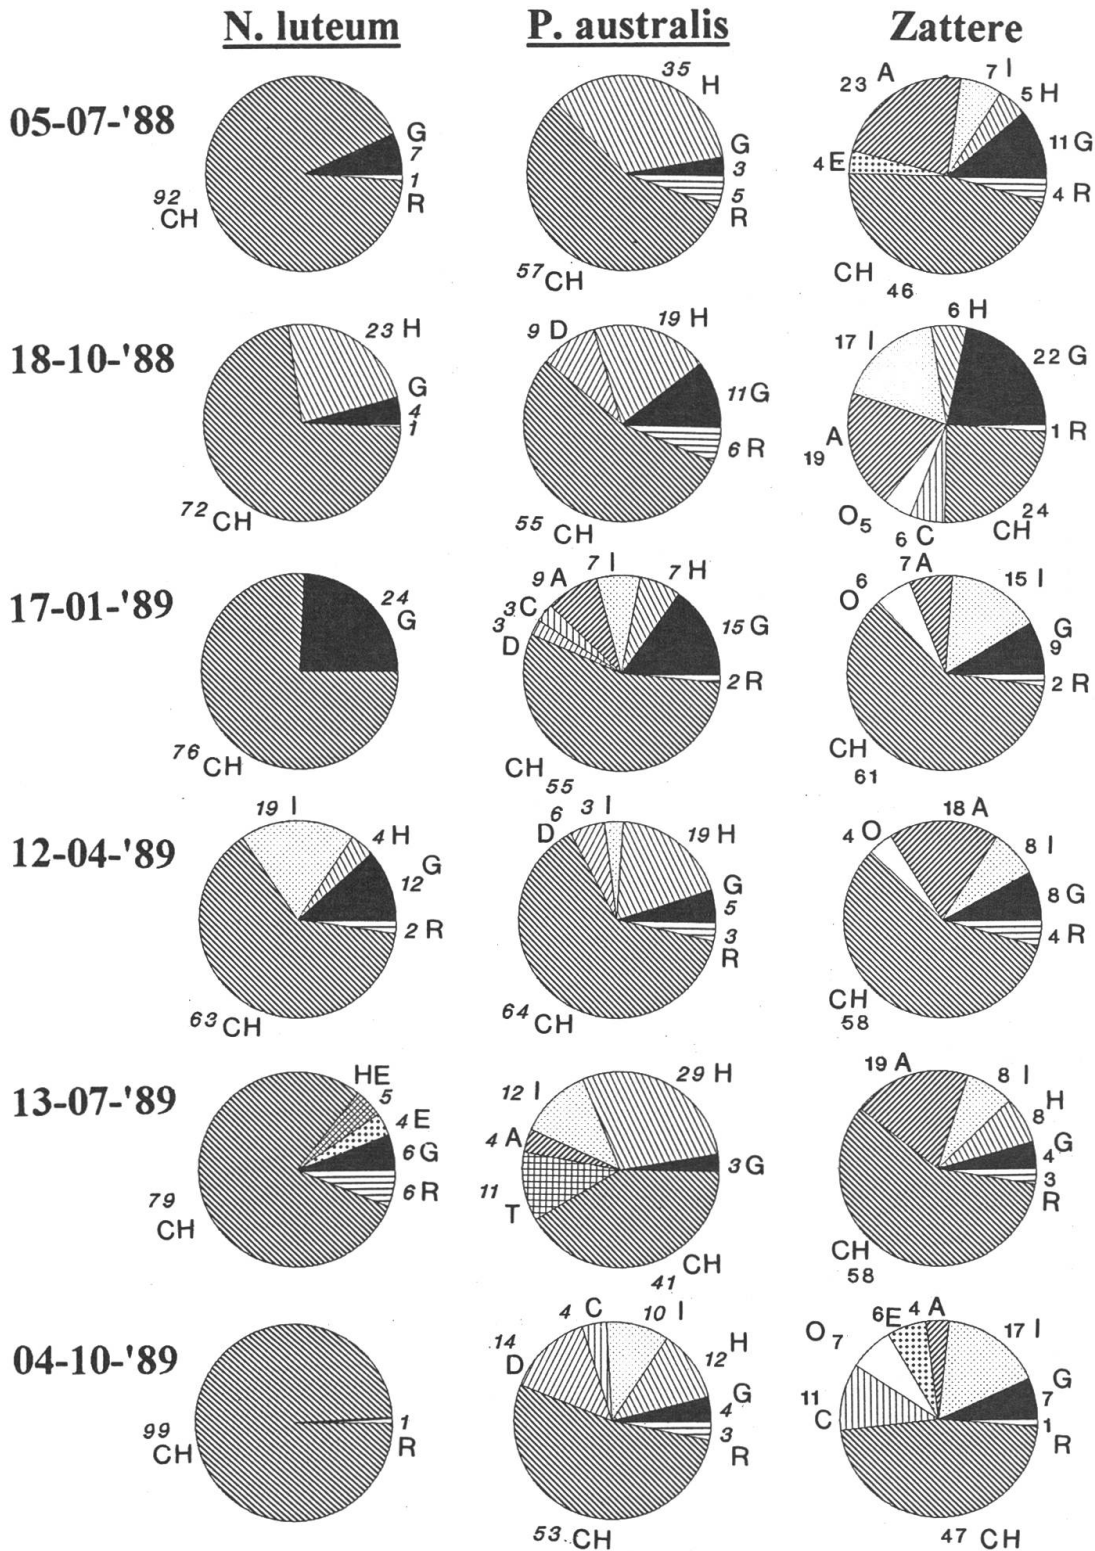 N. luteum P. australis Zattere
05-07-'88
G 7
1 R
92 CH
35 H
G 3
5 R
57 CH
23 A
7 I
5 H
11 G
4 E
4 R
CH 46
18-10-'88
23 H
G 4
1
72 CH
9 D
19 H
11 G
6 R
55 CH
17 I
6 H
22 G
1 R
A 19
O 5
6 C
CH 24
17-01-'89
24 G
76 CH
3 D
3 C
9 A
7 I
7 H
15 G
2 R
CH 55
O 6
7 A
15 I
G 9
2 R
CH 61
12-04-'89
19 I
4 H
G 12
2 R
63 CH
D 6
3 I
19 H
G 5
3 R
64 CH
4 O
18 A
8 I
8 G
4 R
CH 58
13-07-'89
HE 5
4 E
6 G
6 R
79 CH
12 I
29 H
4 A
3 G
11 T
41 CH
19 A
8 I
H 8
4 G
3 R
CH 58
04-10-'89
1 R
99 CH
14 D
4 C
10 I
H 12
G 4
3 R
53 CH
O 7
6 E
4 A
17 I
G 7
1 R
11 C
47 CH